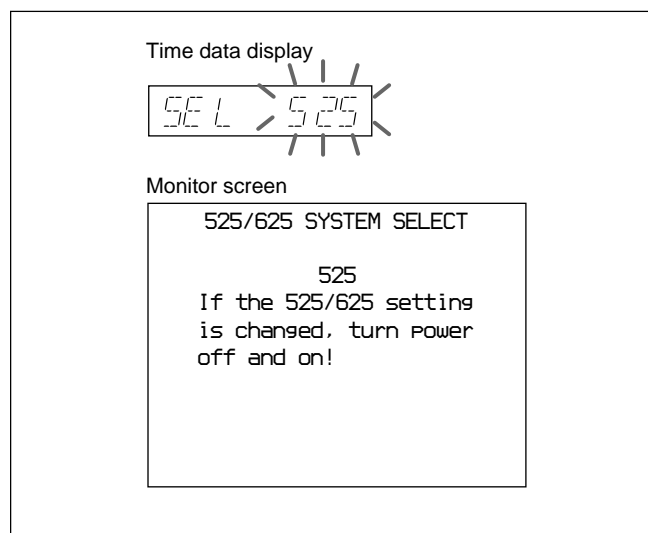 Time data display
SEL 525
Monitor screen
525/625 SYSTEM SELECT
525
If the 525/625 setting
is changed, turn power
off and on!